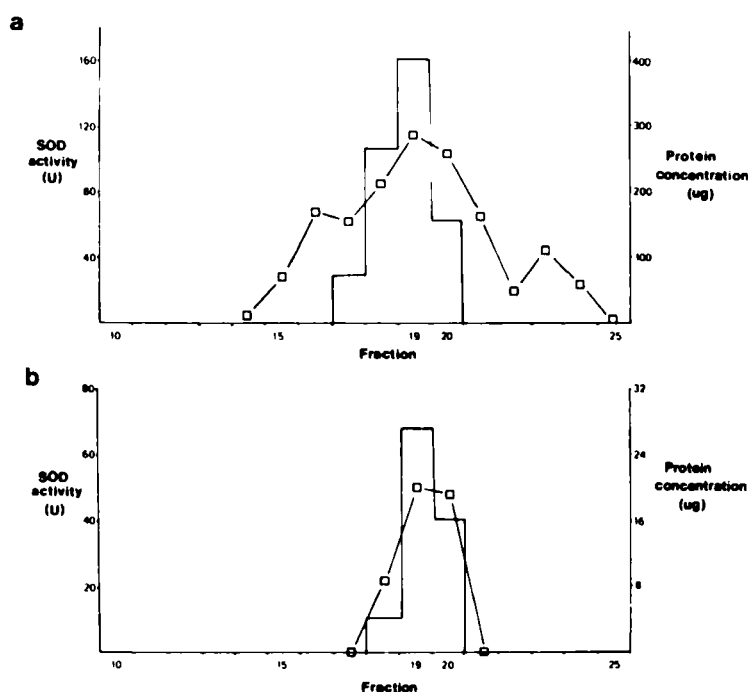 a
160
120
80
40
SOD
activity
(U)
400
300
200
100
Protein
concentration
(ug)
10
15
19
20
25
Fraction
b
80
60
40
20
SOD
activity
(U)
32
24
16
8
Protein
concentration
(ug)
10
15
19
20
25
Fraction